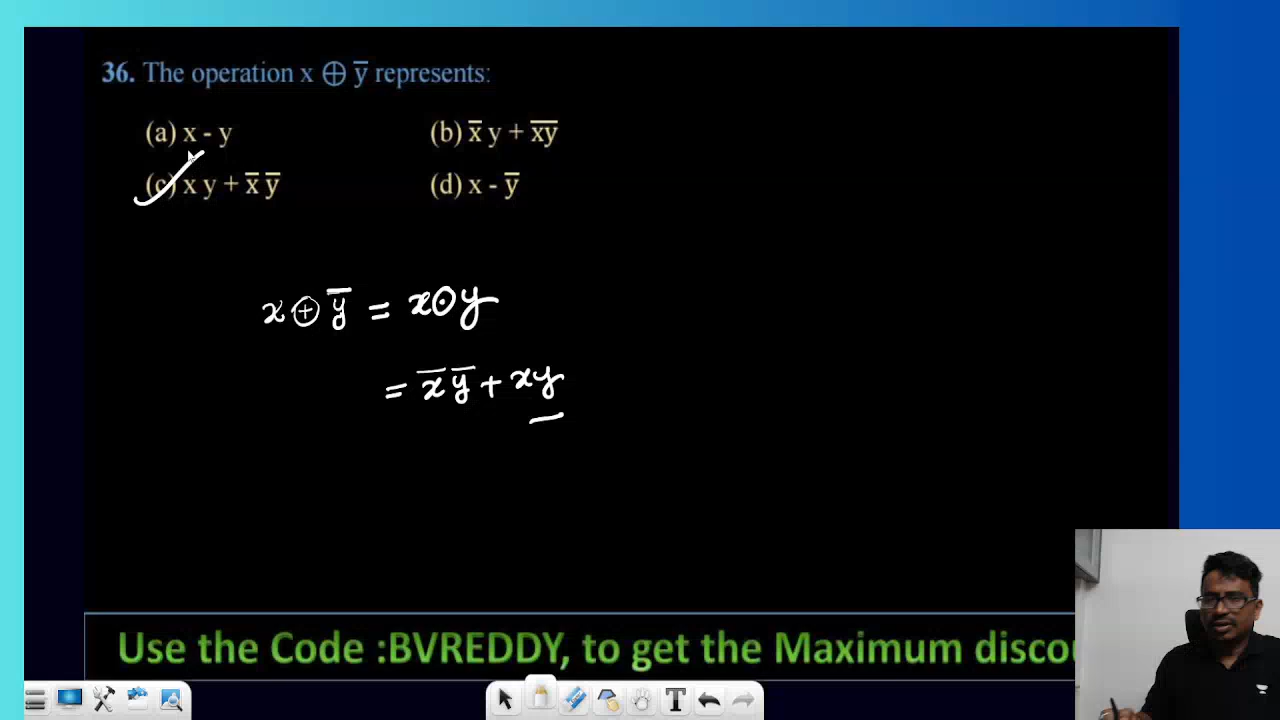 36. The operation x ⊕ y̅ represents:
(a) x - y
(b) x̅ y + x̅y̅
(c) x y + x̅ y̅
(d) x - y̅
x ⊕ y̅ = x ⊙ y
= x̅ y̅ + xy
Use the Code :BVREDDY, to get the Maximum discou
T